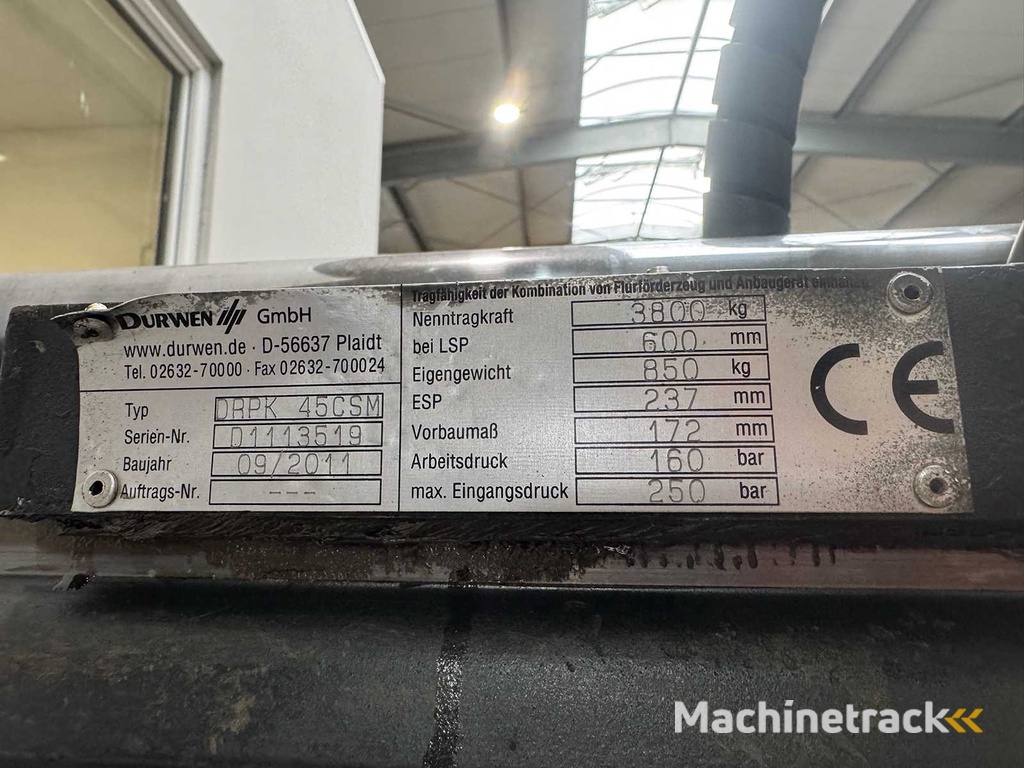 DURWEN GmbH
www.durwen.de - D-56637 Plaidt
Tel. 02632-70000 - Fax 02632-700024
Typ DRPK 45CSM
Serien-Nr. D1113519
Baujahr 09/2011
Auftrags-Nr. ---
Tragfähigkeit der Kombination von Flurförderzeug und Anbaugerät einhalten
Nenntragkraft 3800 kg
bei LSP 600 mm
Eigengewicht 850 kg
ESP 237 mm
Vorbaumaß 172 mm
Arbeitsdruck 160 bar
max. Eingangsdruck 250 bar
CE
Machinetrack